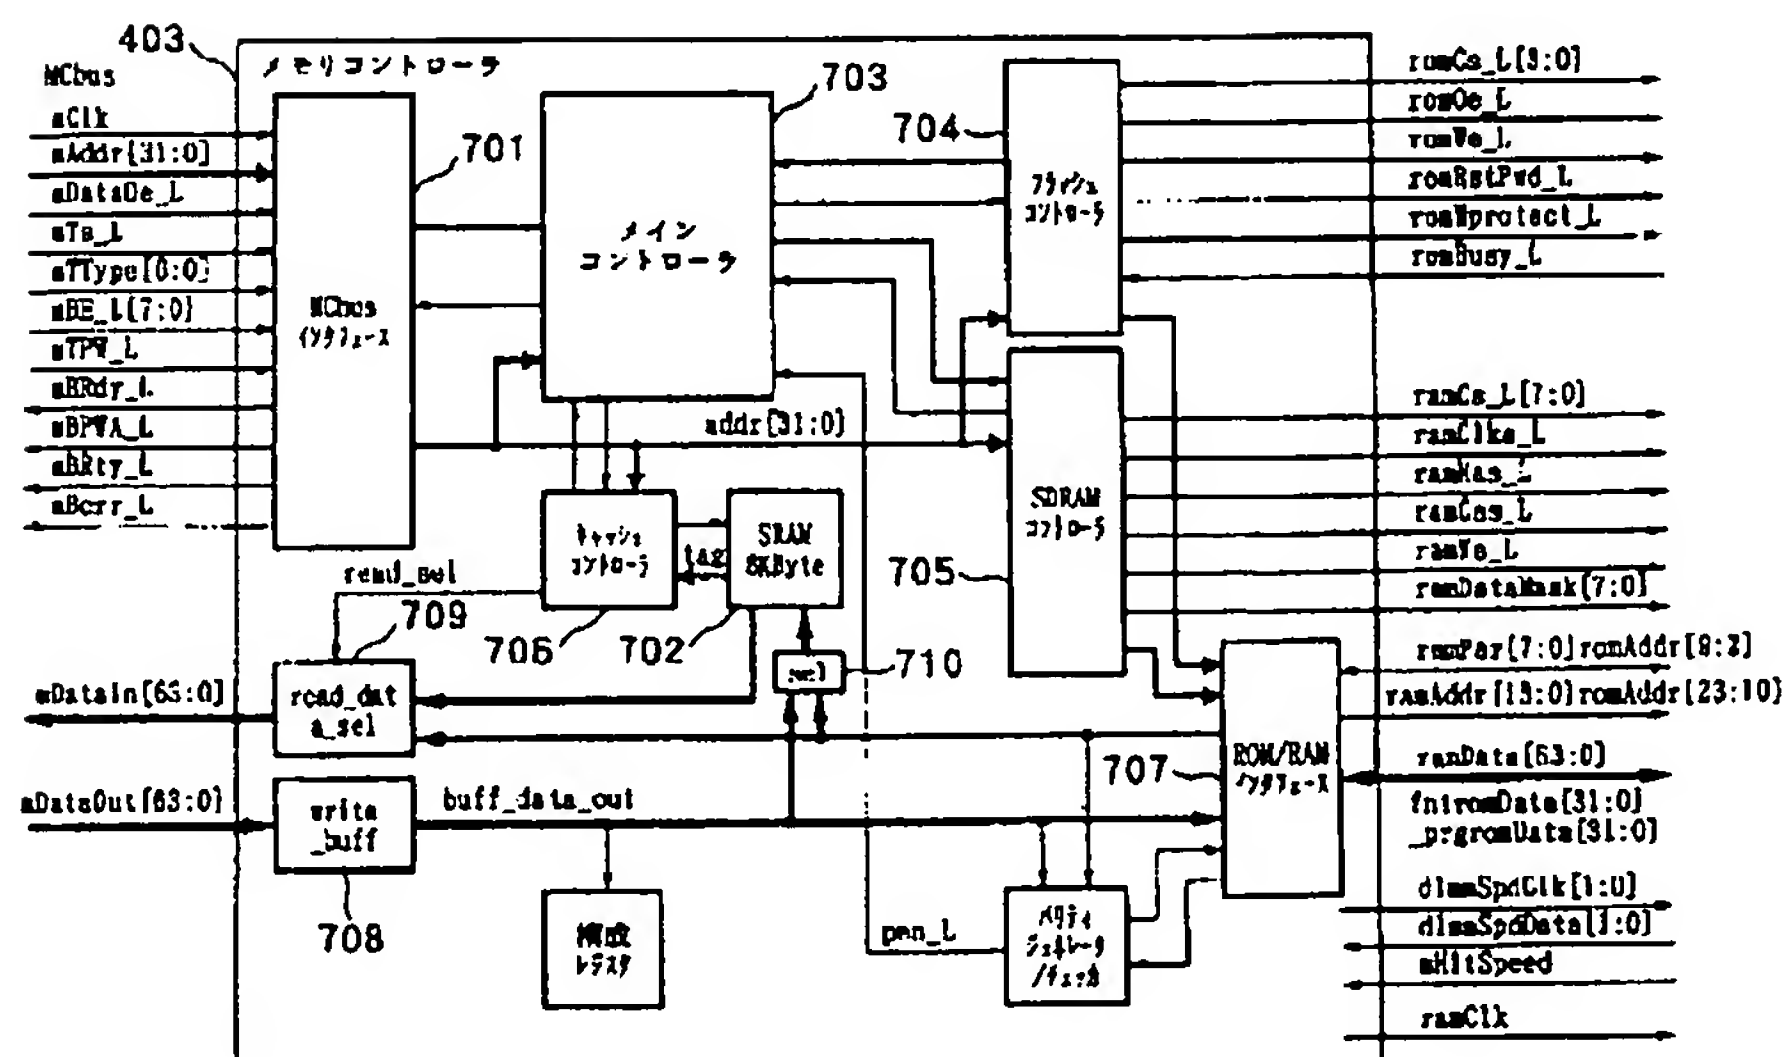 403
メモリコントローラ
MCbus
mClk
mAddr[31:0]
mDataOe_L
mTs_L
mTType[6:0]
mBE_L[7:0]
mTPW_L
mBRdy_L
mBPWA_L
mBRty_L
mBerr_L
701
MCbus
インタフェース
703
メイン
コントローラ
704
フラッシュ
コントローラ
romCs_L[3:0]
romOe_L
romWe_L
romRstPwd_L
romWprotect_L
romBusy_L
addr[31:0]
705
SDRAM
コントローラ
ramCs_L[7:0]
ramClke_L
ramRas_L
ramCas_L
ramWe_L
ramDataMask[7:0]
キャッシュ
コントローラ
706
tag
SRAM
8KByte
702
read_sel
709
710
sel
mDataIn[63:0]
read_dat
a_sel
mDataOut[63:0]
write
_buff
708
buff_data_out
構成
レジスタ
707
ROM/RAM
インタフェース
ramPar[7:0]romAddr[9:2]
ramAddr[13:0]romAddr[23:10]
ramData[63:0]
fntromData[31:0]
_prgromData[31:0]
パリティ
ジェネレータ
/チェッカ
pen_L
dimmSpdClk[1:0]
dimmSpdData[1:0]
mHltSpeed
ramClk